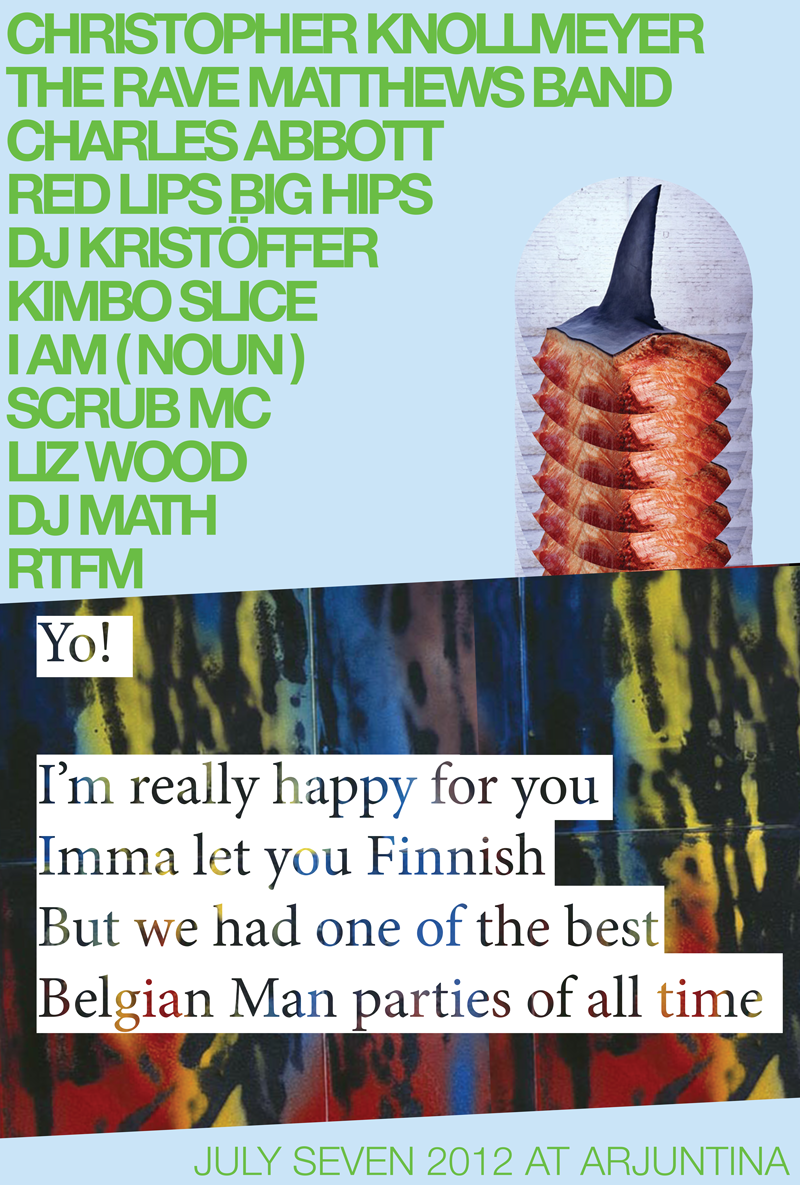 CHRISTOPHER KNOLLMEYER
THE RAVE MATTHEWS BAND
CHARLES ABBOTT
RED LIPS BIG HIPS
DJ KRISTÖFFER
KIMBO SLICE
I AM ( NOUN )
SCRUB MC
LIZ WOOD
DJ MATH
RTFM
Yo!
I’m really happy for you
Imma let you Finnish
But we had one of the best
Belgian Man parties of all time
JULY SEVEN 2012 AT ARJUNTINA